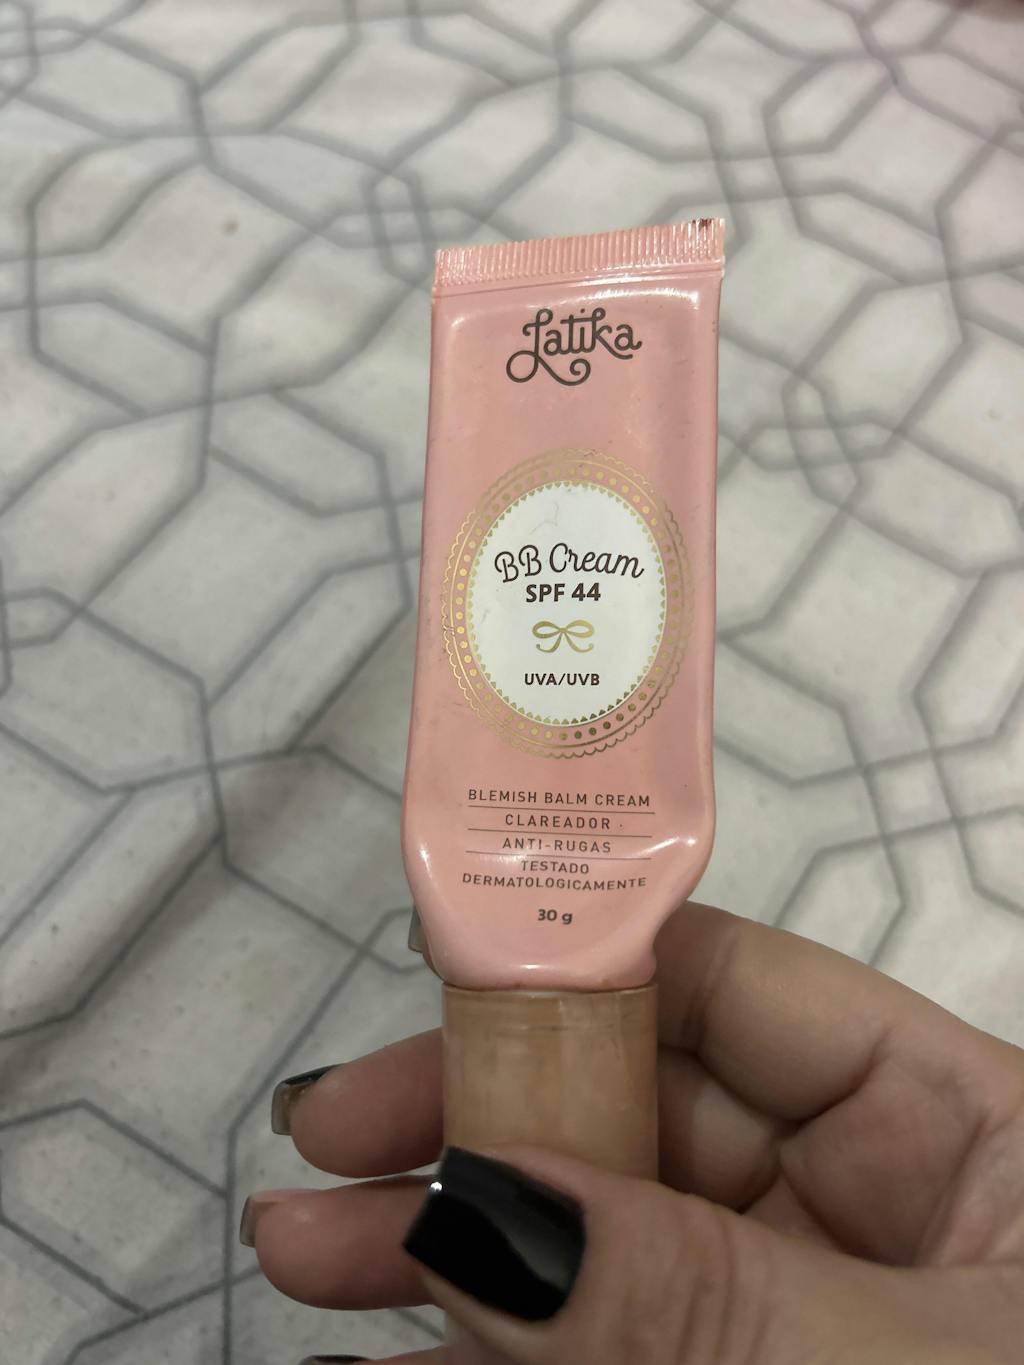 Latika
BB Cream
SPF 44
UVA/UVB
BLEMISH BALM CREAM
CLAREADOR
ANTI-RUGAS
TESTADO
DERMATOLOGICAMENTE
30 g